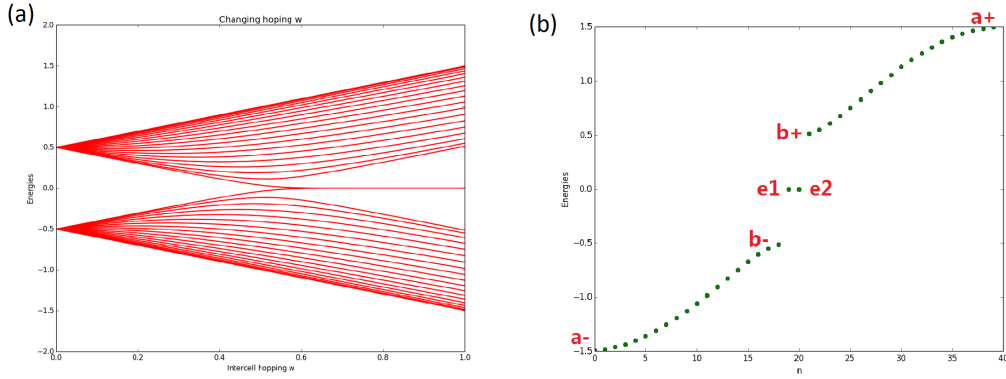 (a)
Changing hoping w
2.0
1.5
1.0
0.5
0.0
−0.5
−1.0
−1.5
−2.0
Energies
0.0
0.2
0.4
0.6
0.8
1.0
Intercell hopping w
(b)
1.5
1.0
0.5
0.0
−0.5
−1.0
−1.5
Energies
a+
b+
e1
e2
b-
a-
0
5
10
15
20
25
30
35
40
n